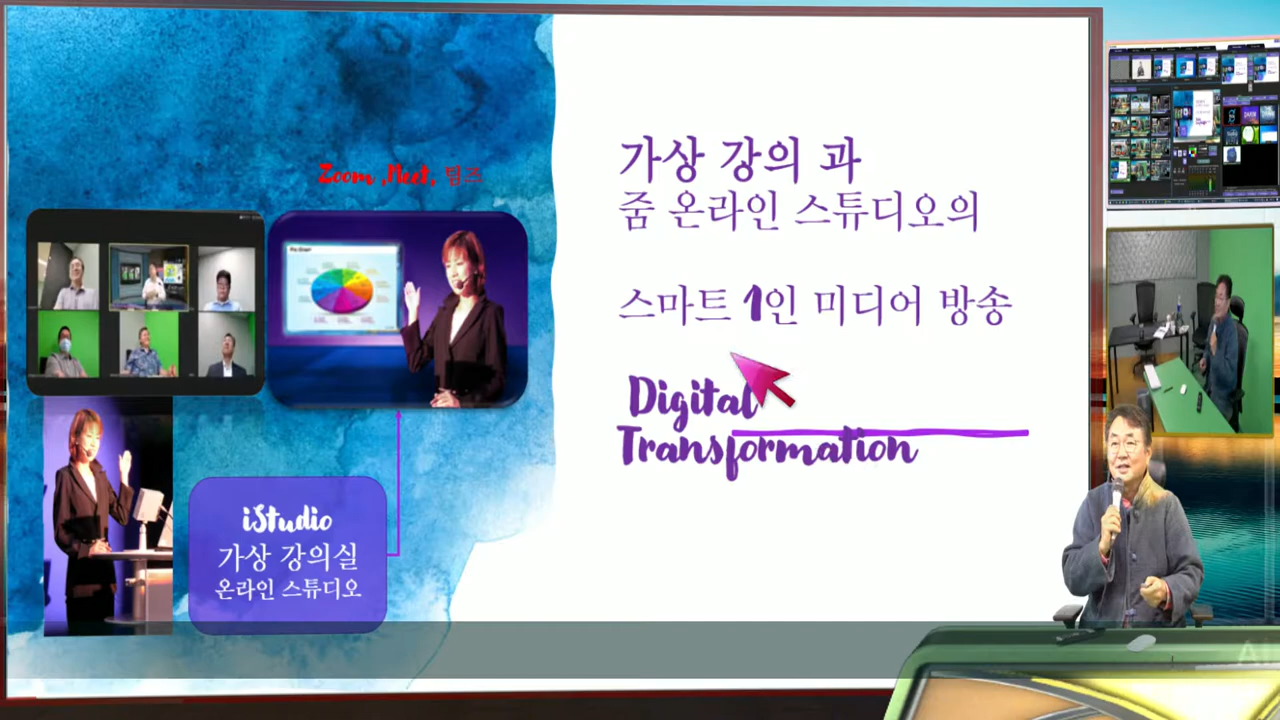 Zoom ,Meet, 팀즈
가상 강의 과
줌 온라인 스튜디오의
스마트 1인 미디어 방송
Digital
Transformation
iStudio
가상 강의실
온라인 스튜디오